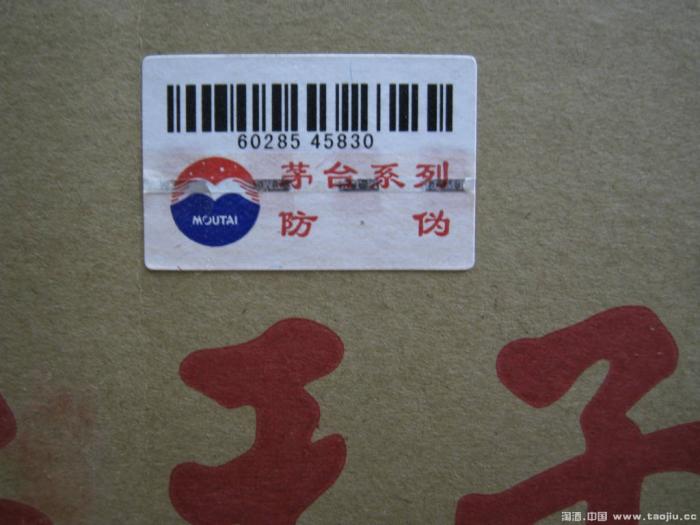 60285 45830
茅台系列
MOUTAI
防伪
王子
淘酒.中国 www.taojiu.cc